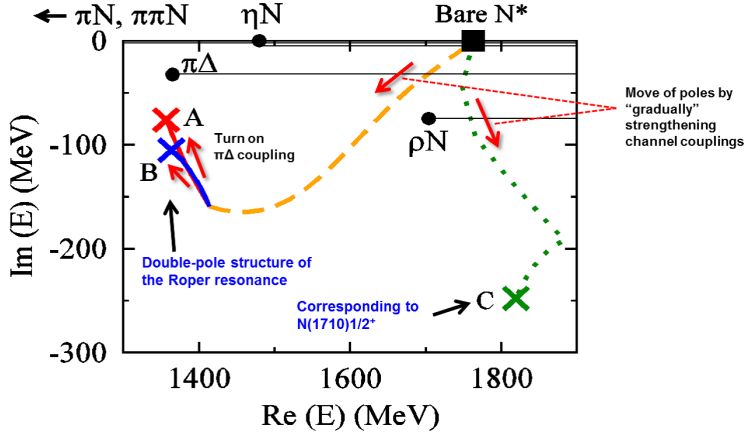 πN, ππN
ηN
Bare N*
0
πΔ
A
B
Turn on
πΔ coupling
ρN
Move of poles by
“gradually”
strengthening
channel couplings
-100
-200
-300
Im (E) (MeV)
Double-pole structure of
the Roper resonance
Corresponding to
N(1710)1/2⁺
C
1400
1600
1800
Re (E) (MeV)